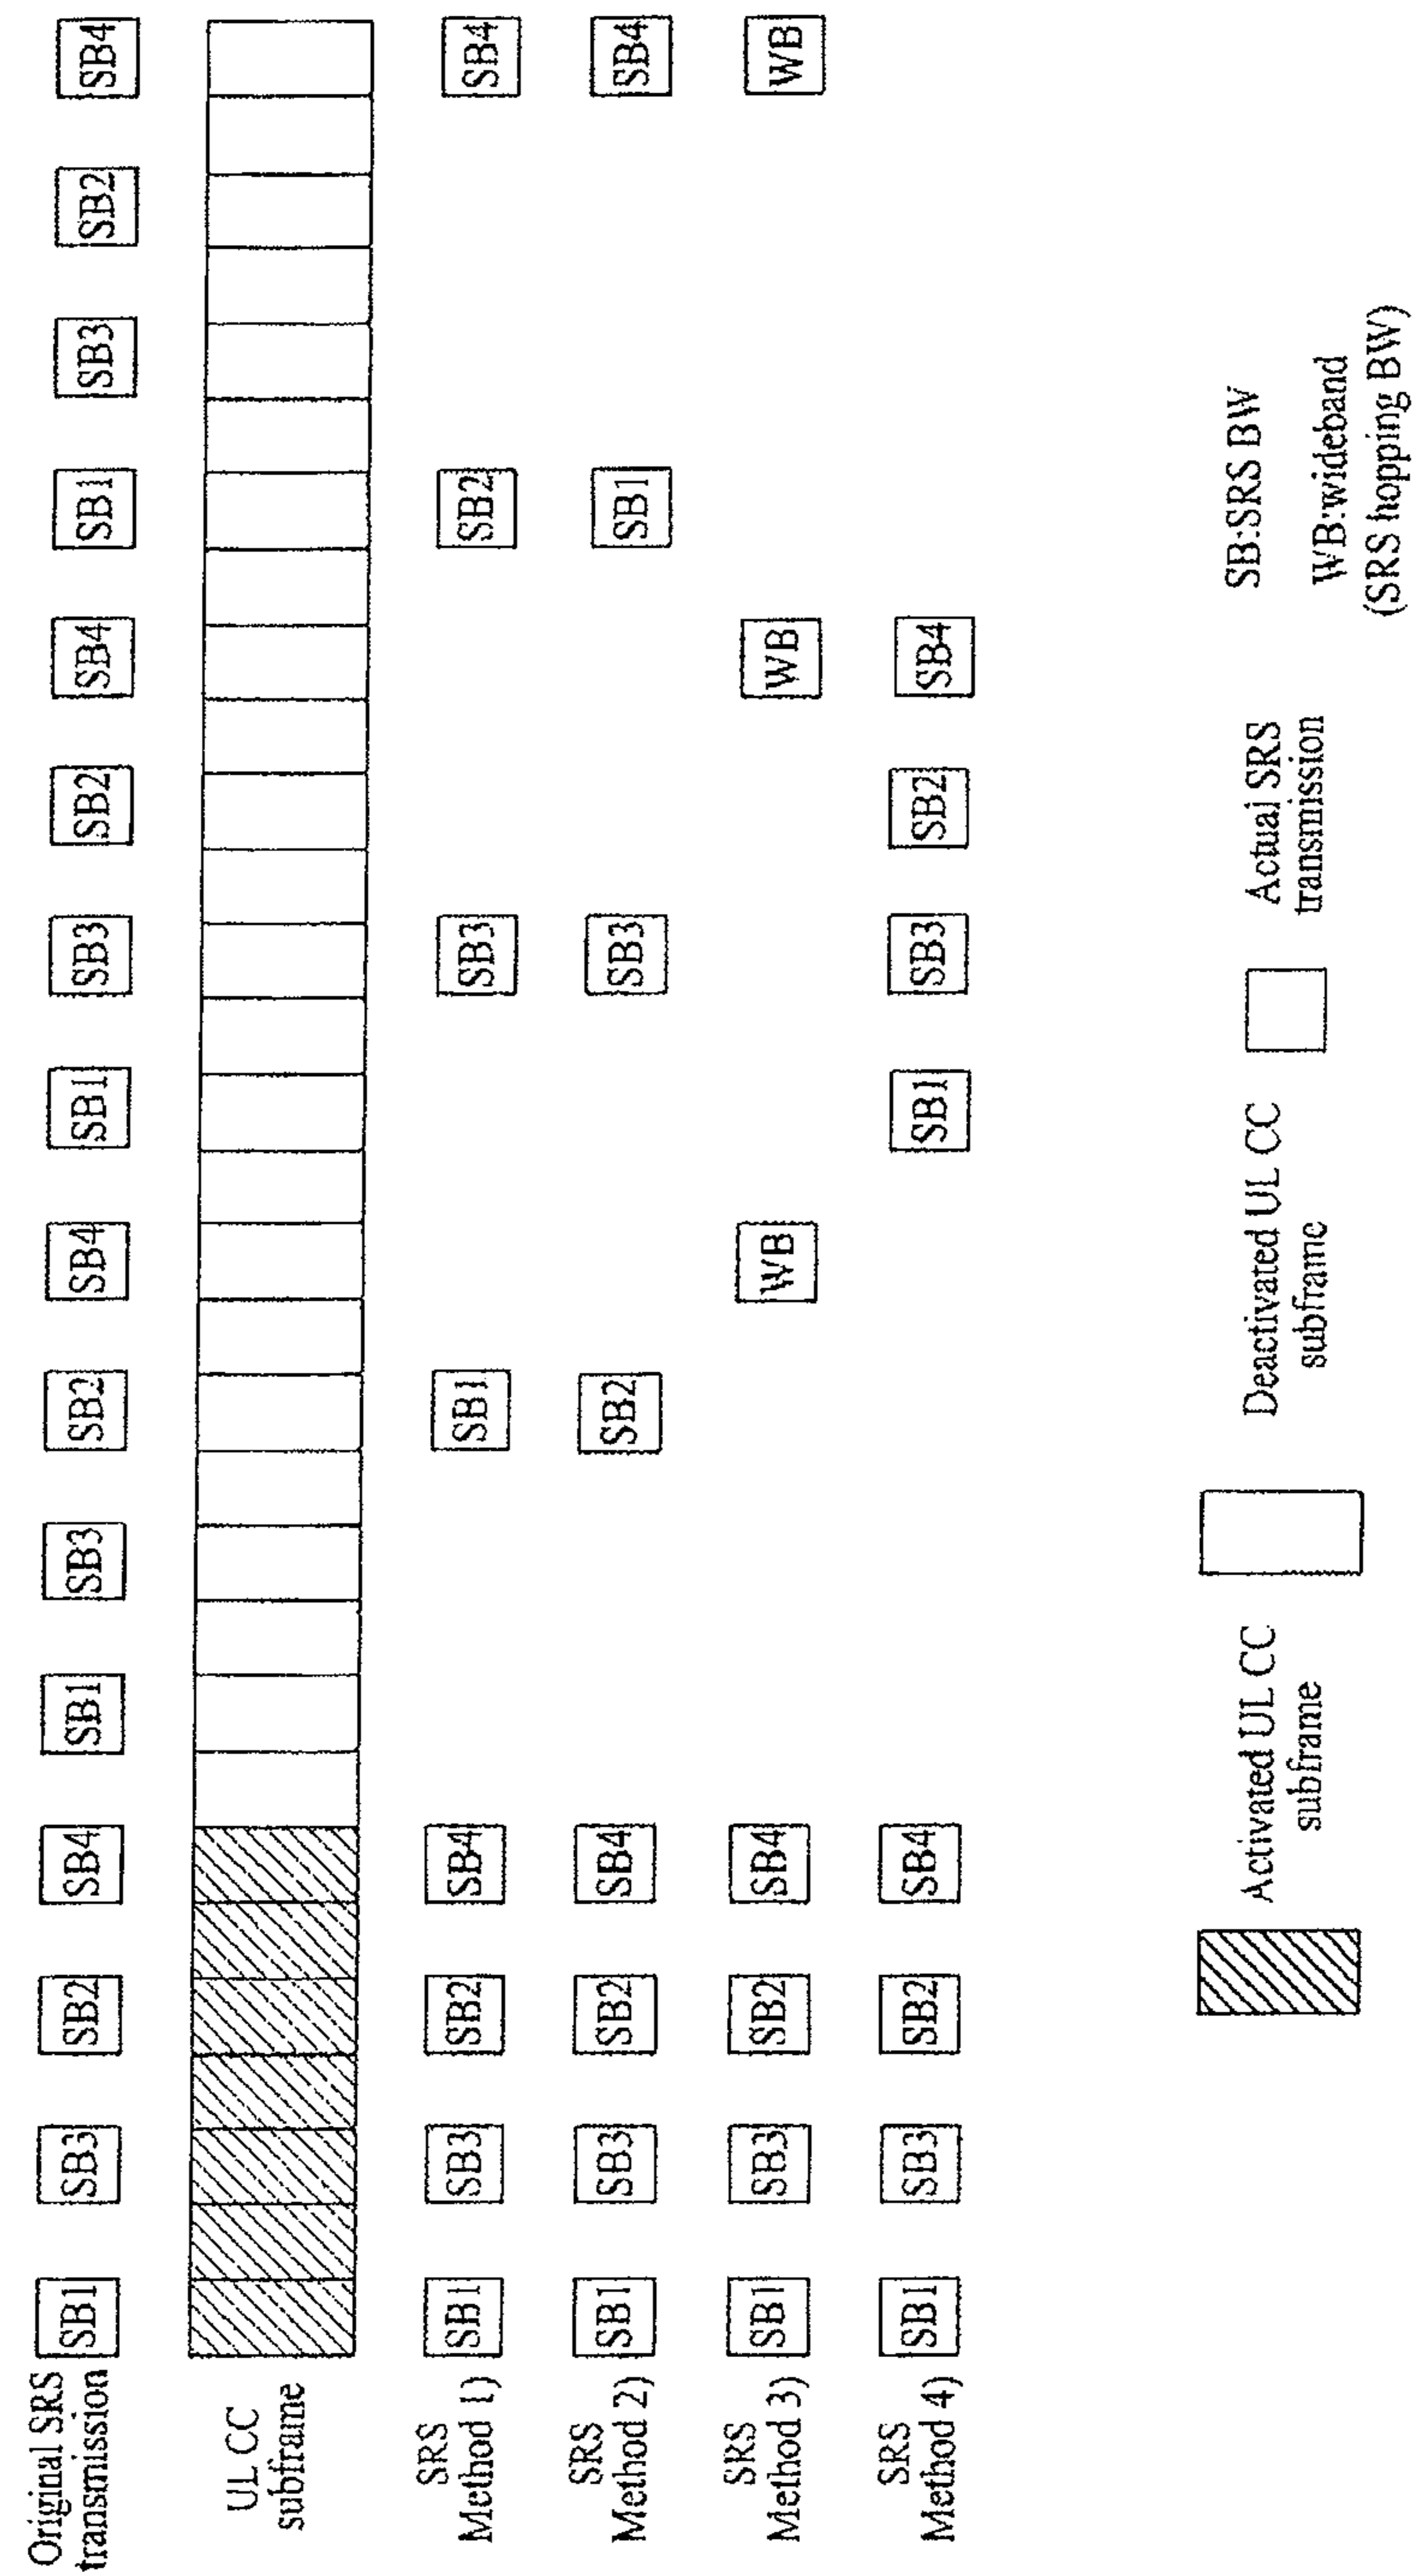 Original SRS
transmission
SB1 SB3 SB2 SB4 SB1 SB3 SB2 SB4 SB1 SB3 SB2 SB4 SB1 SB3 SB2 SB4
UL CC
subframe
SRS
Method 1)
SB1 SB3 SB2 SB4 SB1 SB3 SB2 SB4
SRS
Method 2)
SB1 SB3 SB2 SB4 SB2 SB3 SB1 SB4
SRS
Method 3)
SB1 SB3 SB2 SB4 WB WB WB
SRS
Method 4)
SB1 SB3 SB2 SB4 SB1 SB3 SB2 SB4
Activated UL CC
subframe
Deactivated UL CC
subframe
Actual SRS
transmission
SB:SRS BW
WB:wideband
(SRS hopping BW)